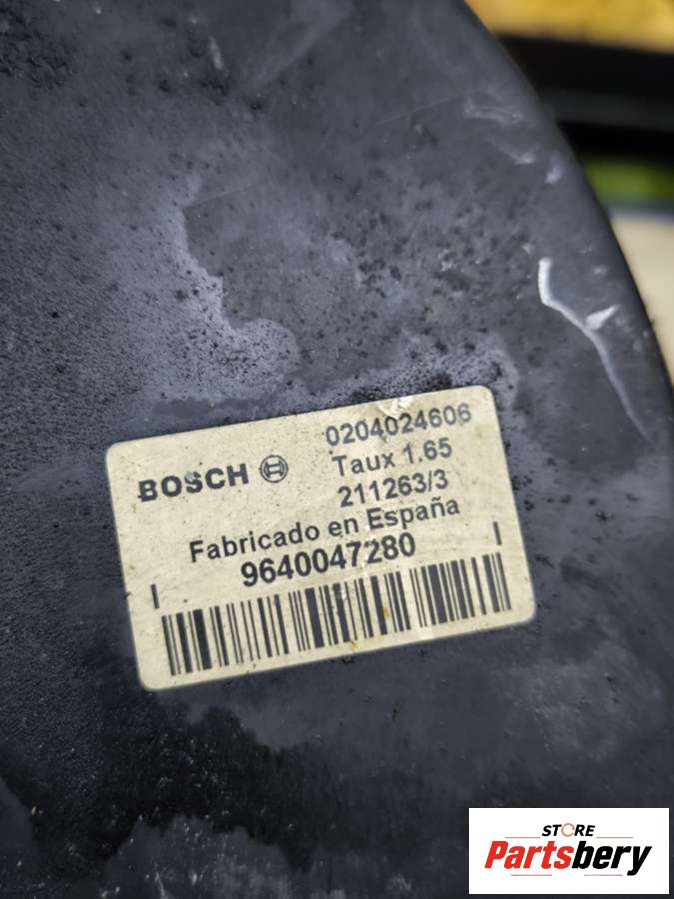 0204024606
BOSCH
Taux 1.65
211263/3
Fabricado en España
9640047280
STORE
Partsbery